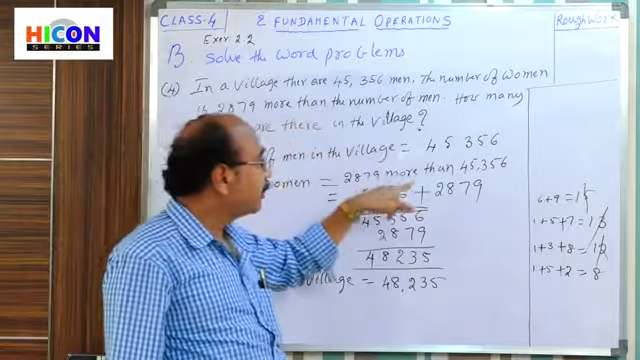 HICON
SERIES
CLASS-4
2 FUNDAMENTAL OPERATIONS
Rough Work
Exer 2.2
B. Solve the word problems
(4) In a village ther are 45, 356 men. The number of women
is 2879 more than the number of men. How many
are there in the village?
of men in the village = 45 356
women = 2879 more than 45,356
= + 2879
45356
2879
48235
village = 48,235
6+9 = 15
1+5+7 = 13
1+3+8 = 12
1+5+2 = 8